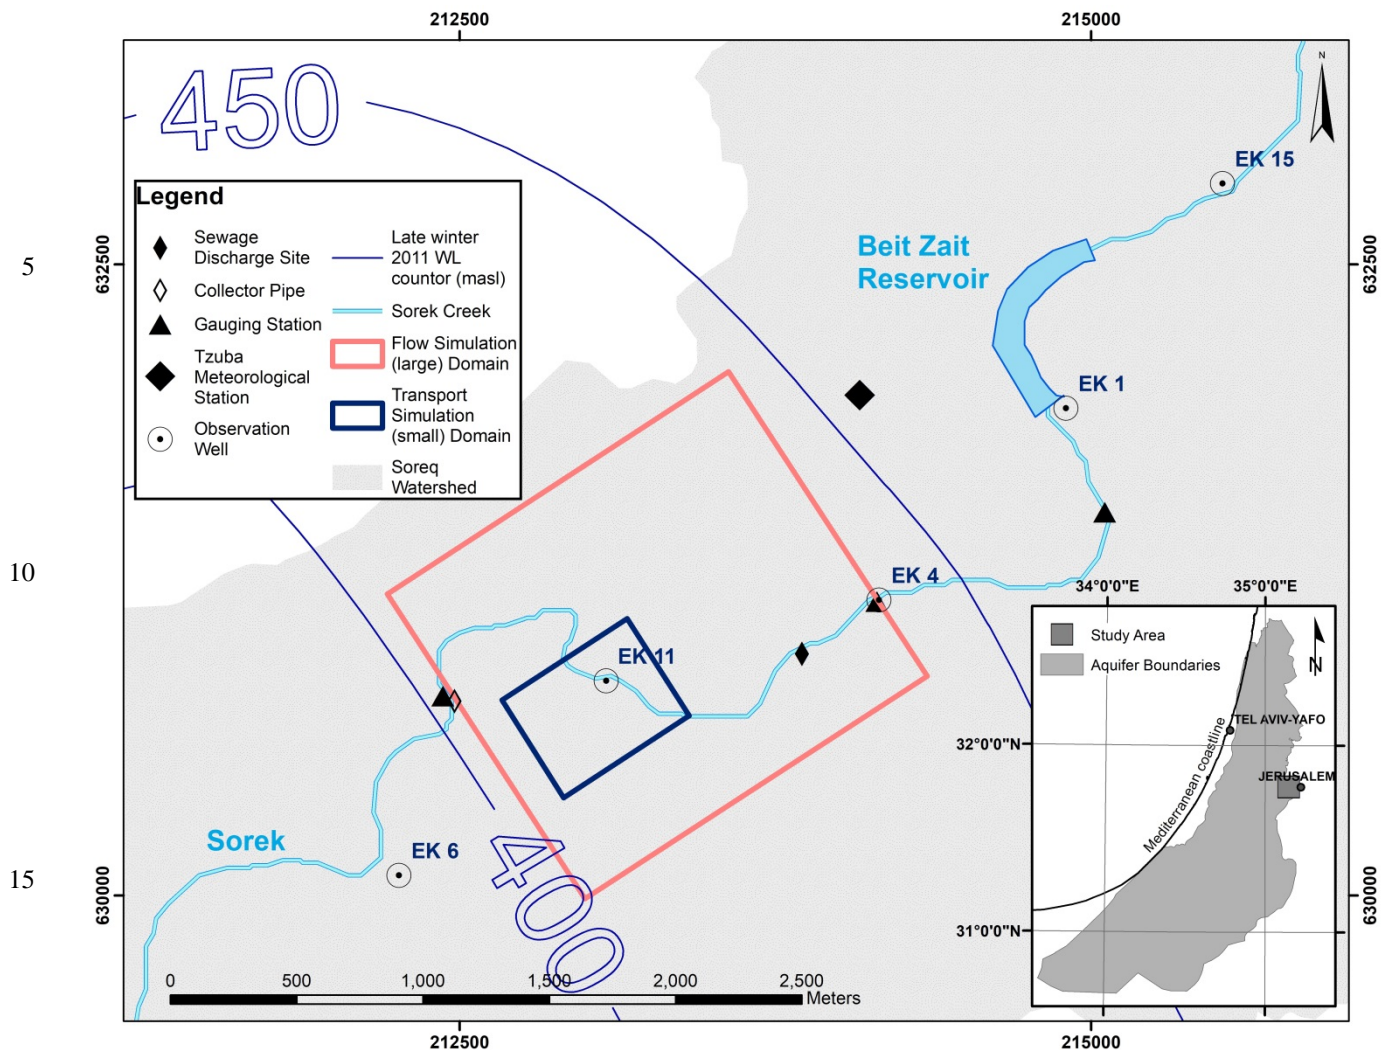 212500
215000
450
N
EK 15
Legend
Sewage
Discharge Site
Collector Pipe
Gauging Station
Tzuba
Meteorological
Station
Observation
Well
Late winter
2011 WL
countor (masl)
Sorek Creek
Flow Simulation
(large) Domain
Transport
Simulation
(small) Domain
Soreq
Watershed
5
632500
632500
Beit Zait
Reservoir
EK 1
10
EK 4
EK 11
34°0'0"E
35°0'0"E
Study Area
Aquifer Boundaries
N
TEL AVIV-YAFO
32°0'0"N
JERUSALEM
Mediterranean coastline
31°0'0"N
Sorek
EK 6
400
15
630000
630000
0
500
1,000
1,500
2,000
2,500
Meters
212500
215000